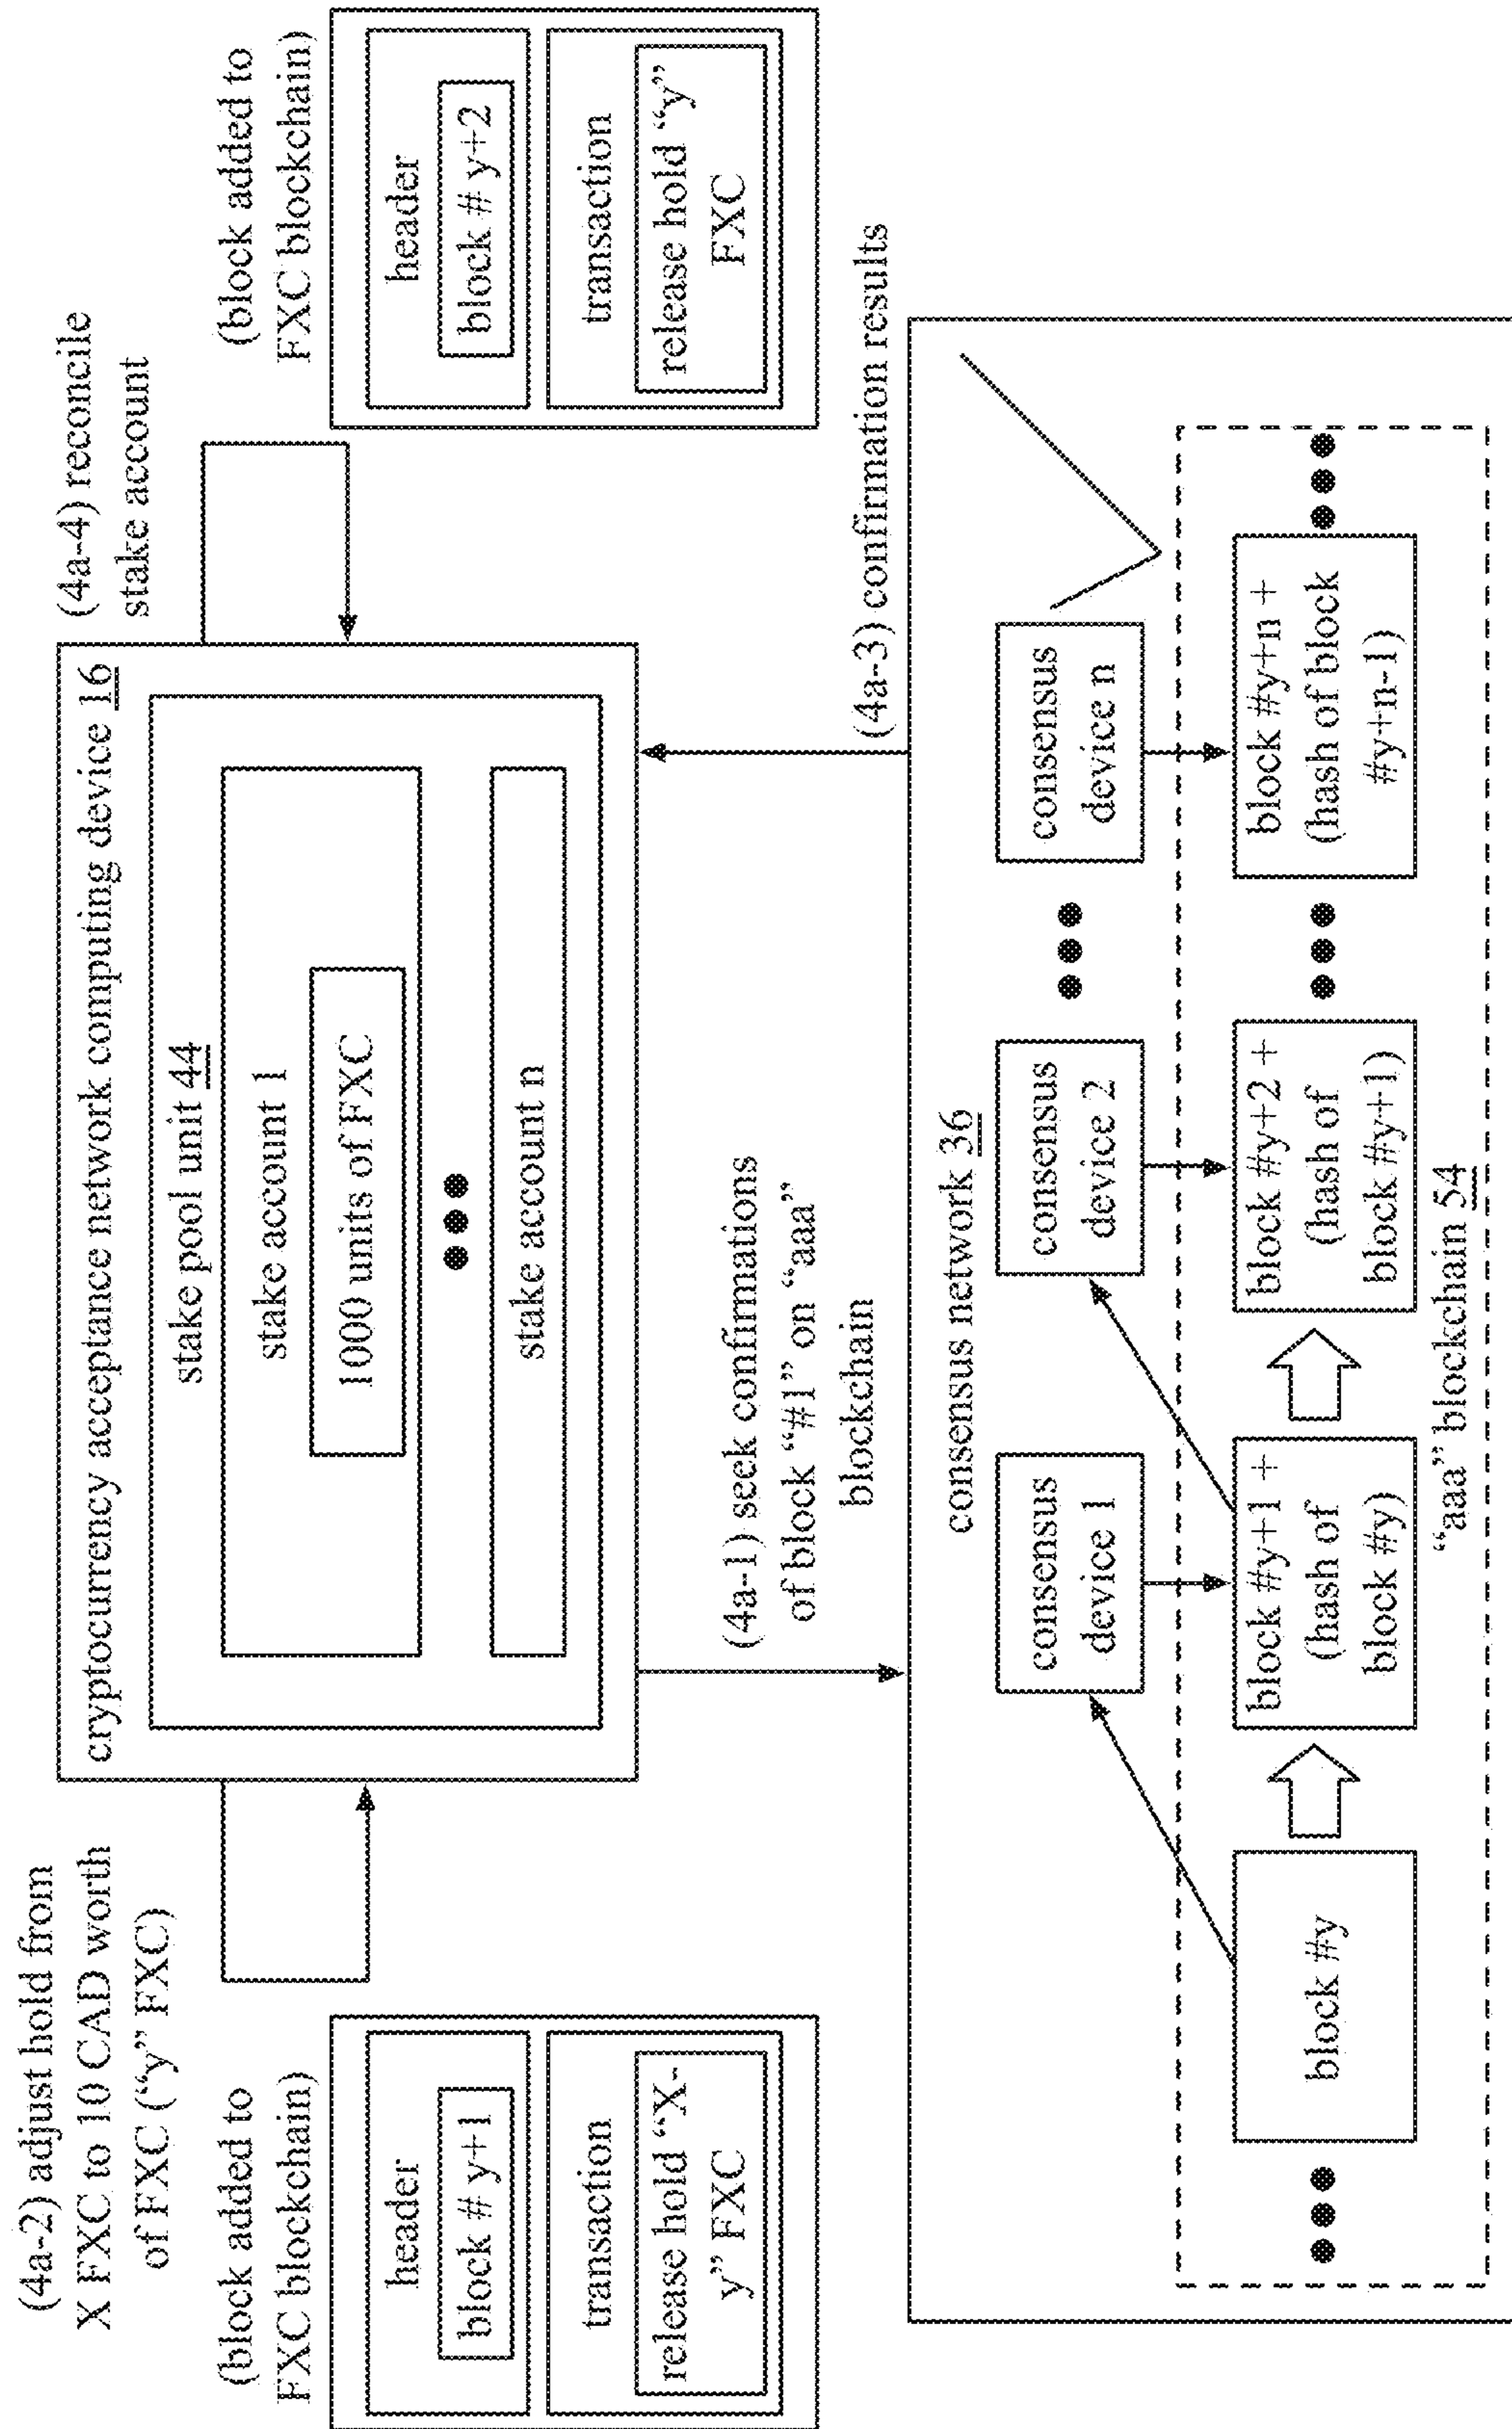 (4a-2) adjust hold from
X FXC to 10 CAD worth
of FXC (“y” FXC)
(block added to
FXC blockchain)
header
block # y+1
transaction
release hold “X-
y” FXC
cryptocurrency acceptance network computing device 16
stake pool unit 44
stake account 1
1000 units of FXC
stake account n
(4a-4) reconcile
stake account
(block added to
FXC blockchain)
header
block # y+2
transaction
release hold “y”
FXC
(4a-1) seek confirmations
of block “#1” on “aaa”
blockchain
(4a-3) confirmation results
consensus network 36
consensus
device 1
consensus
device 2
consensus
device n
block #y
block #y+1 +
(hash of
block #y)
block #y+2 +
(hash of
block #y+1)
block #y+n +
(hash of block
#y+n-1)
“aaa” blockchain 54